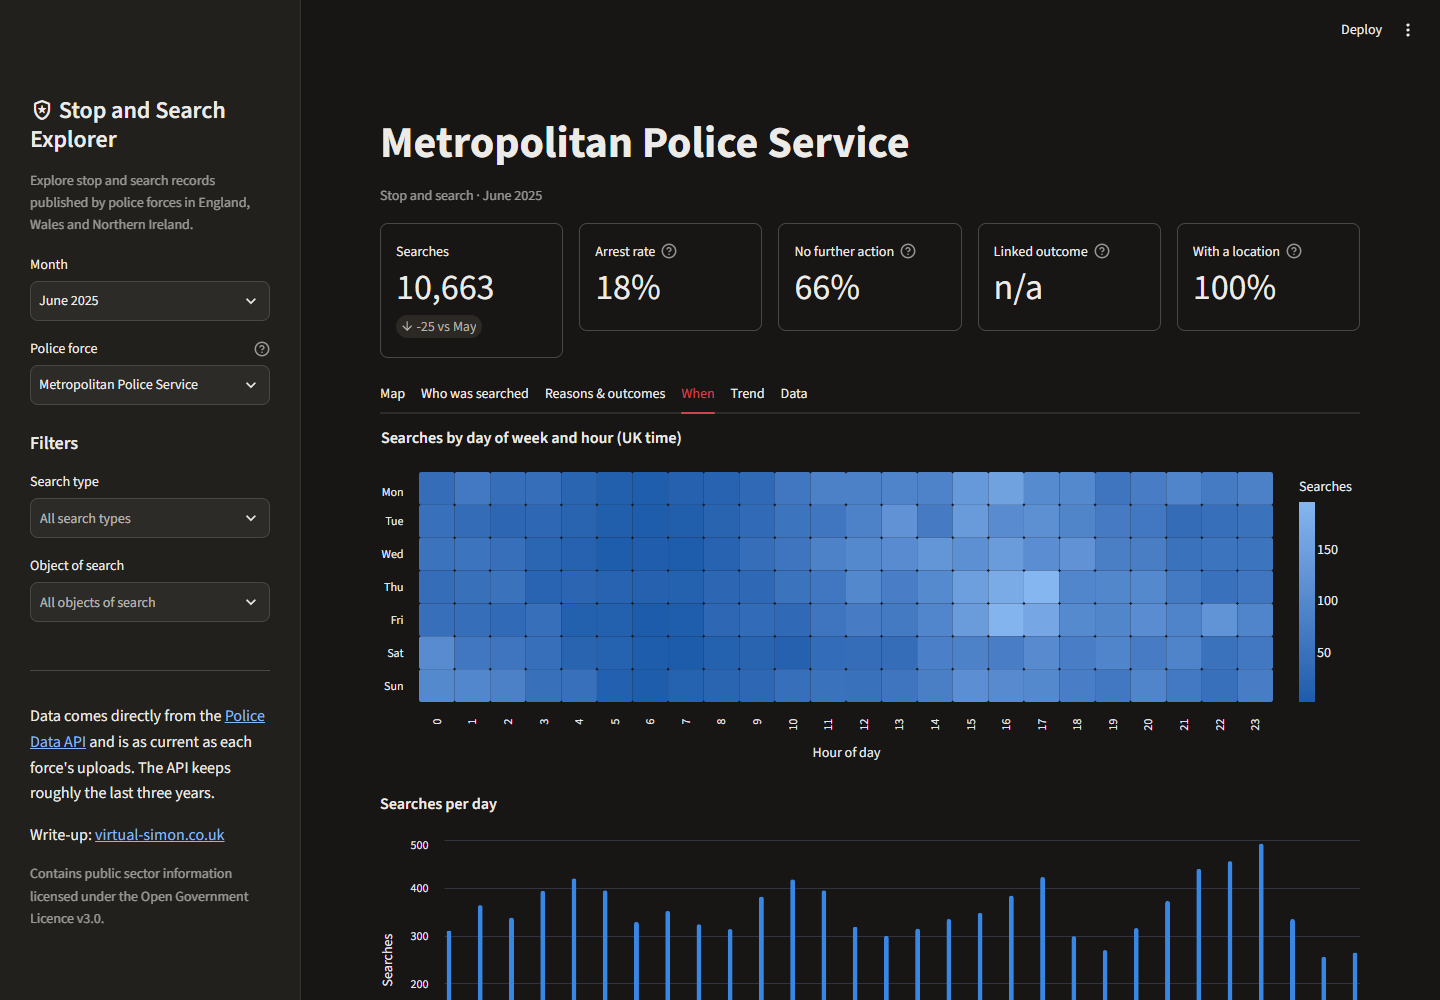 Deploy
Stop and Search
Explorer
Explore stop and search records
published by police forces in England,
Wales and Northern Ireland.
Month
June 2025
Police force
Metropolitan Police Service
Filters
Search type
All search types
Object of search
All objects of search
Data comes directly from the Police
Data API and is as current as each
force's uploads. The API keeps
roughly the last three years.
Write-up: virtual-simon.co.uk
Contains public sector information
licensed under the Open Government
Licence v3.0.
Metropolitan Police Service
Stop and search · June 2025
Searches
10,663
-25 vs May
Arrest rate
18%
No further action
66%
Linked outcome
n/a
With a location
100%
Map Who was searched Reasons & outcomes When Trend Data
Searches by day of week and hour (UK time)
Mon
Tue
Wed
Thu
Fri
Sat
Sun
0 1 2 3 4 5 6 7 8 9 10 11 12 13 14 15 16 17 18 19 20 21 22 23
Hour of day
Searches
150
100
50
Searches per day
500
400
300
200
Searches